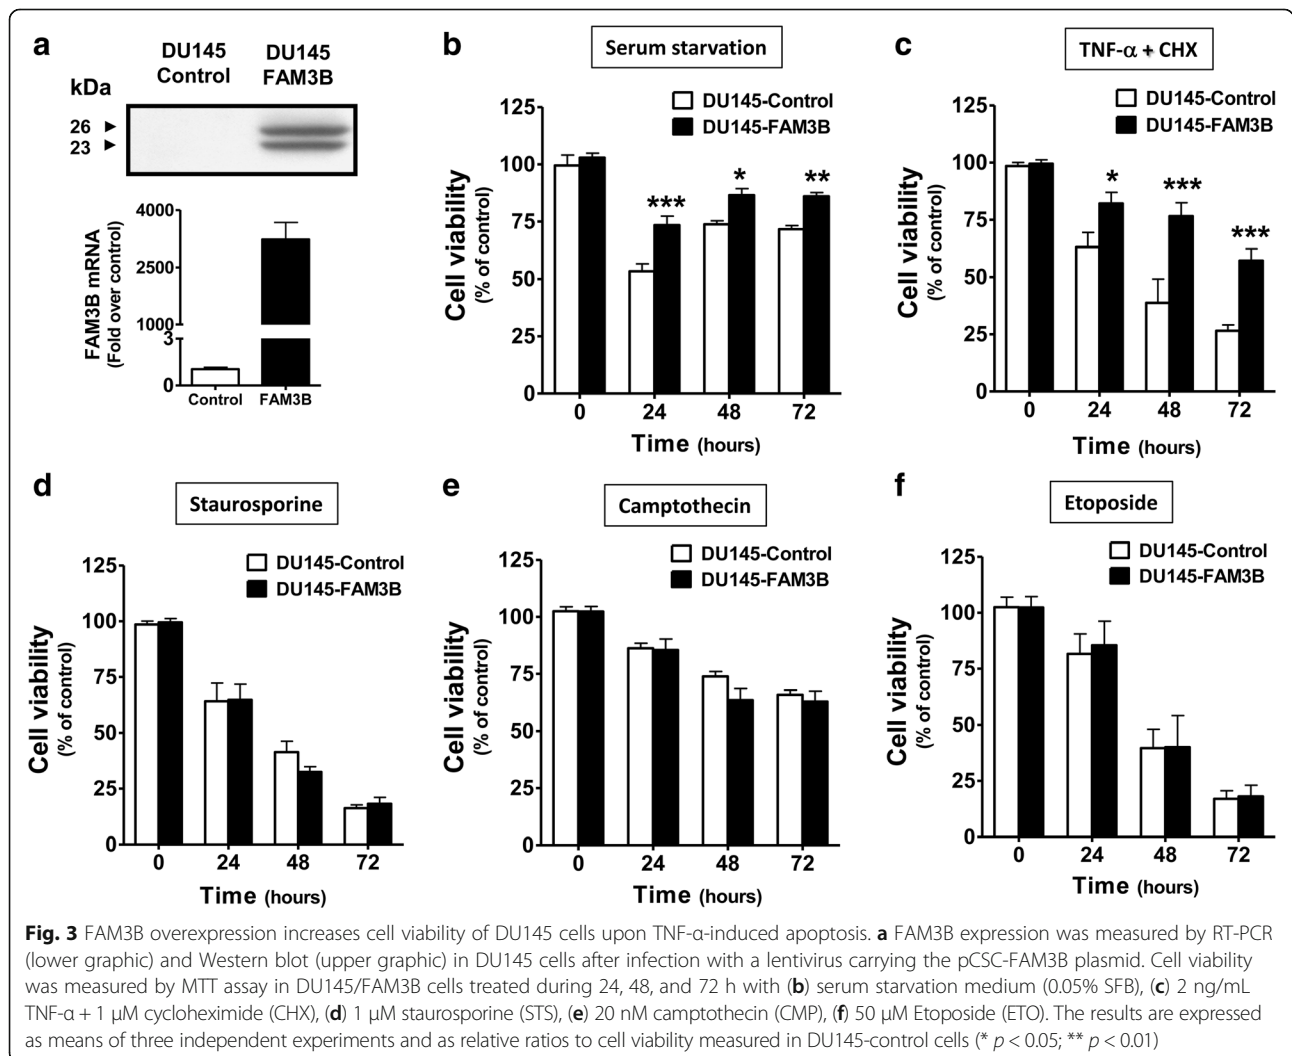 a
DU145 Control
DU145 FAM3B
kDa
26
23
FAM3B mRNA
(Fold over control)
4000
2500
1000
3
0
Control
FAM3B
b
Serum starvation
DU145-Control
DU145-FAM3B
Cell viability
(% of control)
125
100
75
50
25
0
***
*
**
0 24 48 72
Time (hours)
c
TNF-α + CHX
DU145-Control
DU145-FAM3B
Cell viability
(% of control)
125
100
75
50
25
0
*
***
***
0 24 48 72
Time (hours)
d
Staurosporine
DU145-Control
DU145-FAM3B
Cell viability
(% of control)
125
100
75
50
25
0
0 24 48 72
Time (hours)
e
Camptothecin
DU145-Control
DU145-FAM3B
Cell viability
(% of control)
125
100
75
50
25
0
0 24 48 72
Time (hours)
f
Etoposide
DU145-Control
DU145-FAM3B
Cell viability
(% of control)
125
100
75
50
25
0
0 24 48 72
Time (hours)
Fig. 3 FAM3B overexpression increases cell viability of DU145 cells upon TNF-α-induced apoptosis. a FAM3B expression was measured by RT-PCR
(lower graphic) and Western blot (upper graphic) in DU145 cells after infection with a lentivirus carrying the pCSC-FAM3B plasmid. Cell viability
was measured by MTT assay in DU145/FAM3B cells treated during 24, 48, and 72 h with (b) serum starvation medium (0.05% SFB), (c) 2 ng/mL
TNF-α + 1 μM cycloheximide (CHX), (d) 1 μM staurosporine (STS), (e) 20 nM camptothecin (CMP), (f) 50 μM Etoposide (ETO). The results are expressed
as means of three independent experiments and as relative ratios to cell viability measured in DU145-control cells (* p < 0.05; ** p < 0.01)